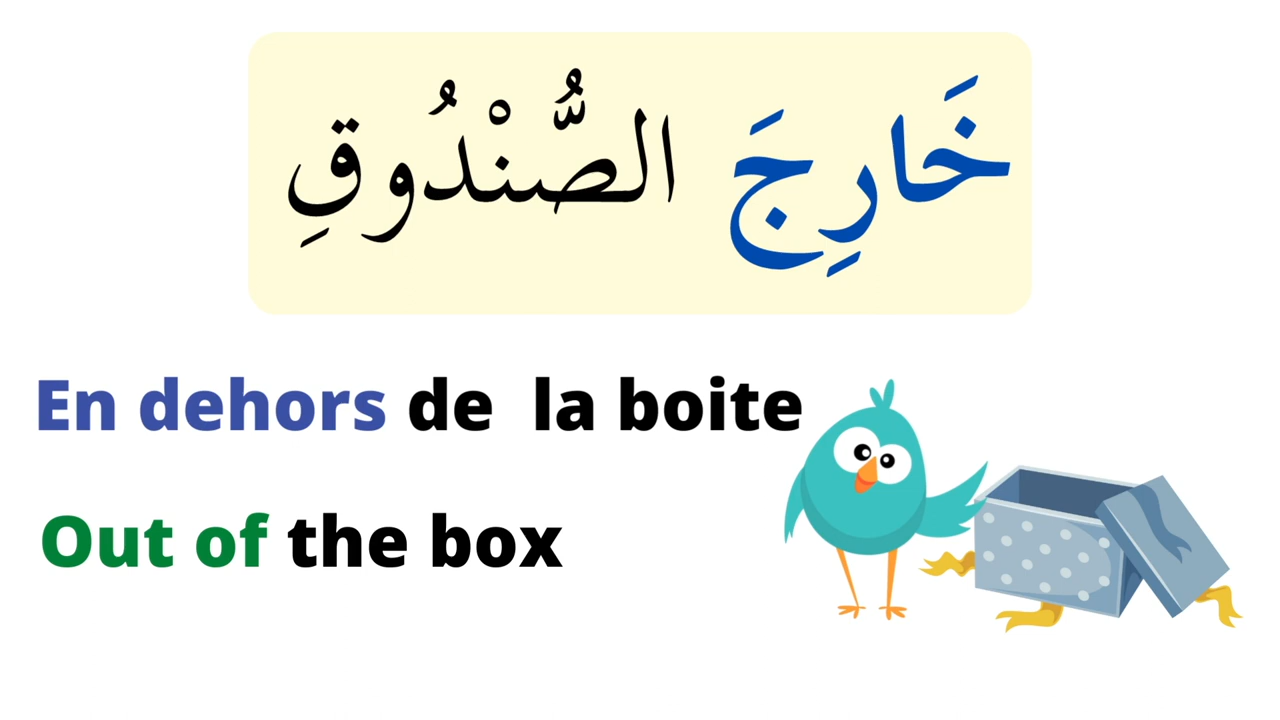 خَارِجَ الصُّنْدُوقِ
En dehors de la boite
Out of the box